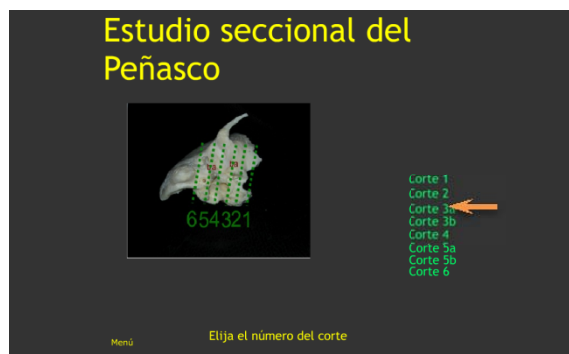 Estudio seccional del
Peñasco
654321
Corte 1
Corte 2
Corte 3a
Corte 3b
Corte 4
Corte 5a
Corte 5b
Corte 6
Elija el número del corte
Menú